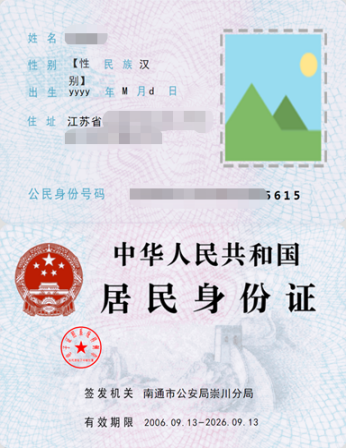 姓 名
性 别 【性别】 民 族 汉
出 生 yyyy 年 M 月 d 日
住 址 江苏省
公民身份号码 5615
中华人民共和国
居民身份证
签发机关 南通市公安局崇川分局
有效期限 2006.09.13-2026.09.13